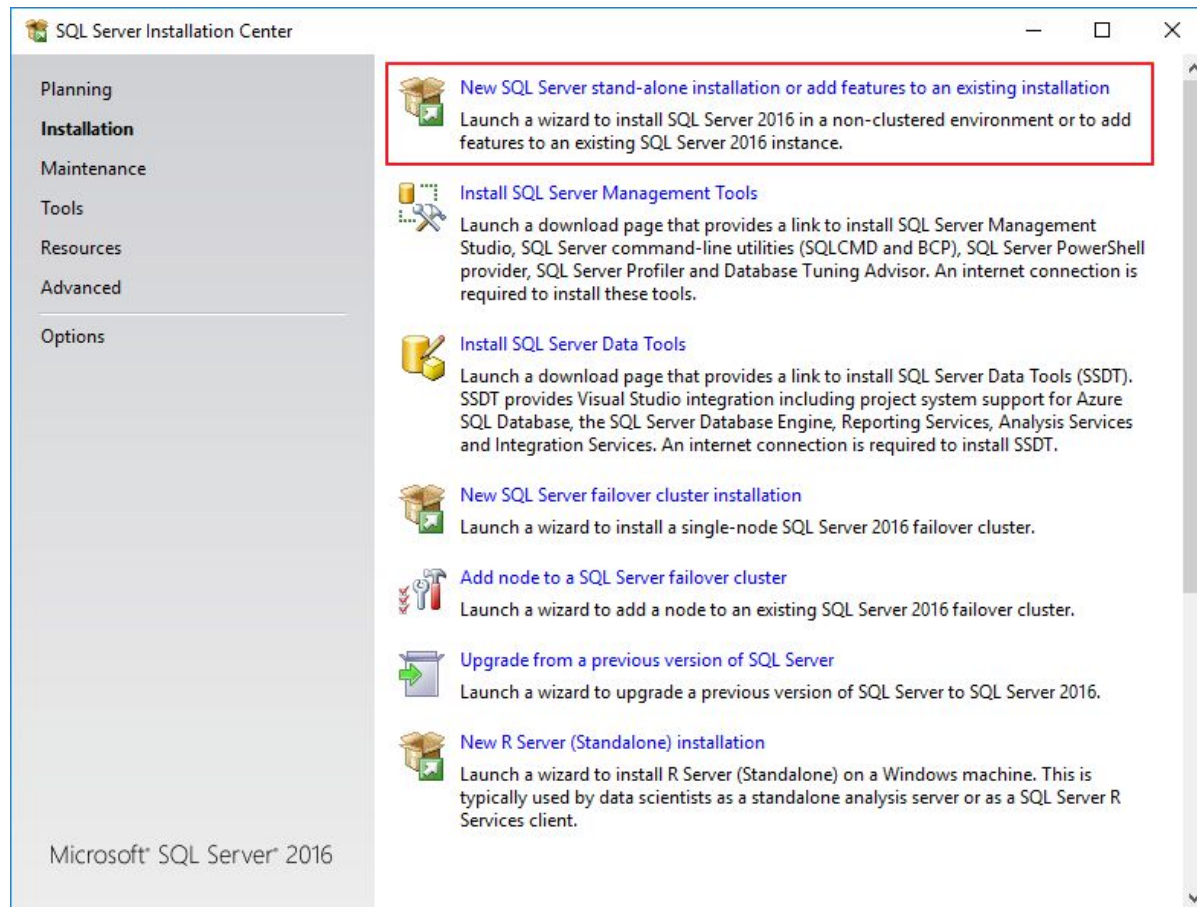 SQL Server Installation Center
Planning
Installation
Maintenance
Tools
Resources
Advanced
Options
Microsoft® SQL Server® 2016
New SQL Server stand-alone installation or add features to an existing installation
Launch a wizard to install SQL Server 2016 in a non-clustered environment or to add
features to an existing SQL Server 2016 instance.
Install SQL Server Management Tools
Launch a download page that provides a link to install SQL Server Management
Studio, SQL Server command-line utilities (SQLCMD and BCP), SQL Server PowerShell
provider, SQL Server Profiler and Database Tuning Advisor. An internet connection is
required to install these tools.
Install SQL Server Data Tools
Launch a download page that provides a link to install SQL Server Data Tools (SSDT).
SSDT provides Visual Studio integration including project system support for Azure
SQL Database, the SQL Server Database Engine, Reporting Services, Analysis Services
and Integration Services. An internet connection is required to install SSDT.
New SQL Server failover cluster installation
Launch a wizard to install a single-node SQL Server 2016 failover cluster.
Add node to a SQL Server failover cluster
Launch a wizard to add a node to an existing SQL Server 2016 failover cluster.
Upgrade from a previous version of SQL Server
Launch a wizard to upgrade a previous version of SQL Server to SQL Server 2016.
New R Server (Standalone) installation
Launch a wizard to install R Server (Standalone) on a Windows machine. This is
typically used by data scientists as a standalone analysis server or as a SQL Server R
Services client.